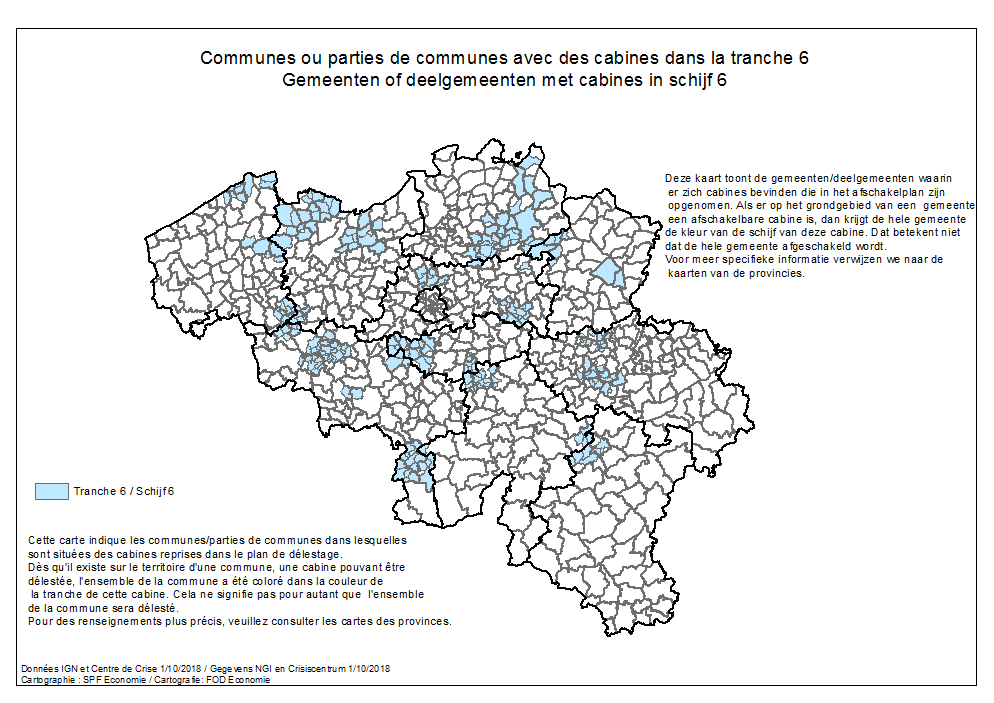 Communes ou parties de communes avec des cabines dans la tranche 6
Gemeenten of deelgemeenten met cabines in schijf 6
Deze kaart toont de gemeenten/deelgemeenten waarin
er zich cabines bevinden die in het afschakelplan zijn
opgenomen. Als er op het grondgebied van een gemeente
een afschakelbare cabine is, dan krijgt de hele gemeente
de kleur van de schijf van deze cabine. Dat betekent niet
dat de hele gemeente afgeschakeld wordt.
Voor meer specifieke informatie verwijzen we naar de
kaarten van de provincies.
Tranche 6 / Schijf 6
Cette carte indique les communes/parties de communes dans lesquelles
sont situées des cabines reprises dans le plan de délestage.
Dès qu'il existe sur le territoire d'une commune, une cabine pouvant être
délestée, l'ensemble de la commune a été coloré dans la couleur de
la tranche de cette cabine. Cela ne signifie pas pour autant que l'ensemble
de la commune sera délesté.
Pour des renseignements plus précis, veuillez consulter les cartes des provinces.
Données IGN et Centre de Crise 1/10/2018 / Gegevens NGI en Crisiscentrum 1/10/2018
Cartographie : SPF Economie / Cartografie: FOD Economie